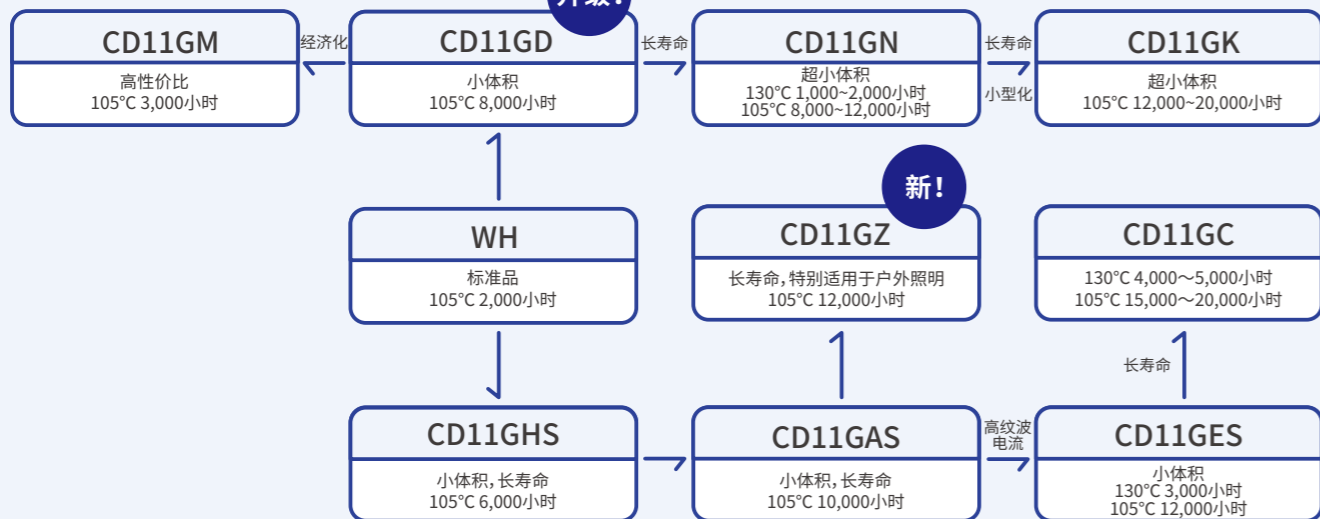 升级！
CD11GM
高性价比
105℃ 3,000小时
经济化
CD11GD
小体积
105℃ 8,000小时
长寿命
CD11GN
超小体积
130℃ 1,000~2,000小时
105℃ 8,000~12,000小时
长寿命
小型化
CD11GK
超小体积
105℃ 12,000~20,000小时
WH
标准品
105℃ 2,000小时
新！
CD11GZ
长寿命，特别适用于户外照明
105℃ 12,000小时
CD11GC
130℃ 4,000～5,000小时
105℃ 15,000～20,000小时
长寿命
CD11GHS
小体积，长寿命
105℃ 6,000小时
CD11GAS
小体积，长寿命
105℃ 10,000小时
高纹波
电流
CD11GES
小体积
130℃ 3,000小时
105℃ 12,000小时